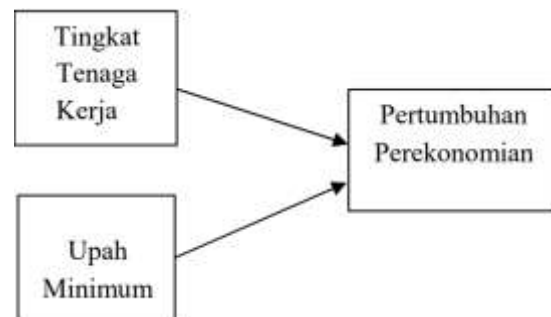 Tingkat
Tenaga
Kerja
Pertumbuhan
Perekonomian
Upah
Minimum